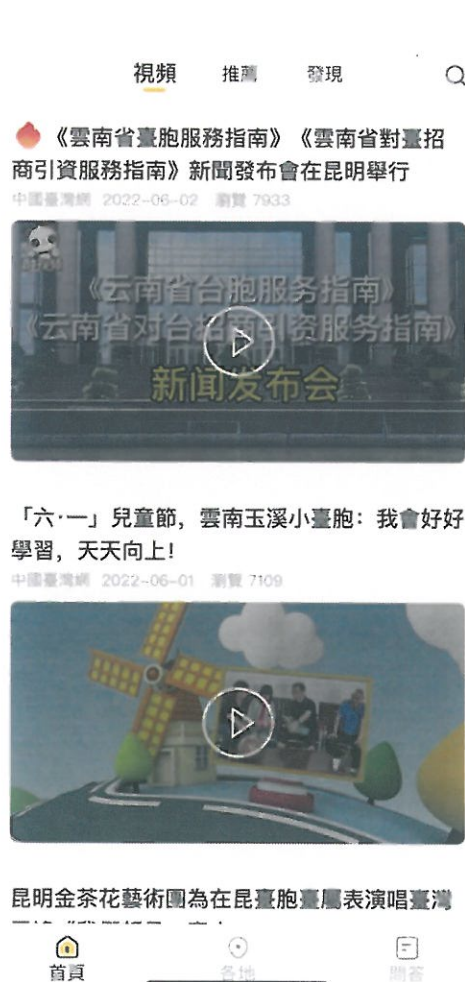 視頻 推薦 發現
《雲南省臺胞服務指南》《雲南省對臺招
商引資服務指南》新聞發布會在昆明舉行
中國臺灣網 2022-06-02 瀏覽 7933
《云南省台胞服务指南》
《云南省对台招商引资服务指南》
新闻发布会
「六·一」兒童節，雲南玉溪小臺胞：我會好好
學習，天天向上！
中國臺灣網 2022-06-01 瀏覽 7109
昆明金茶花藝術團為在昆臺胞臺屬表演唱臺灣
首頁 各地 問答